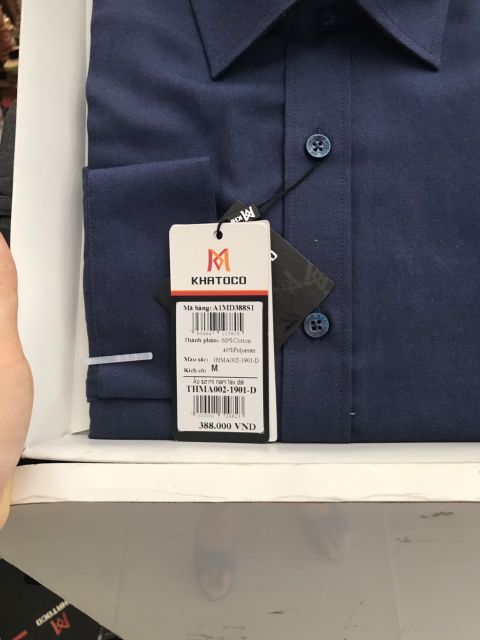 KHATOCO
Mã hàng: A1MD388S1
Thành phần: 60%Cotton
40%Polyester
Màu sắc: THMA002-1901-D
Kích cỡ: M
Áo sơ mi nam tay dài
THMA002-1901-D
388.000 VND
KHATOCO